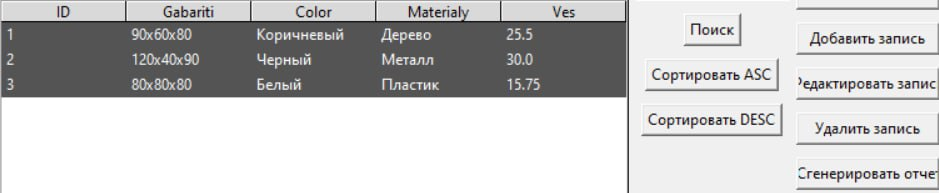 ID Gabariti Color Materialy Ves
1 90x60x80 Коричневый Дерево 25.5
2 120x40x90 Черный Металл 30.0
3 80x80x80 Белый Пластик 15.75
Поиск
Сортировать ASC
Сортировать DESC
Добавить запись
Редактировать запис
Удалить запись
Сгенерировать отче